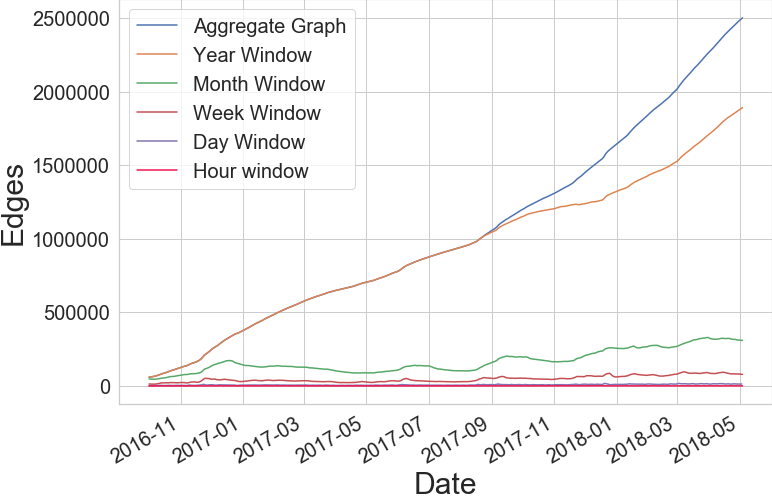 2500000
2000000
1500000
1000000
500000
0
Edges
Aggregate Graph
Year Window
Month Window
Week Window
Day Window
Hour window
2016-11
2017-01
2017-03
2017-05
2017-07
2017-09
2017-11
2018-01
2018-03
2018-05
Date